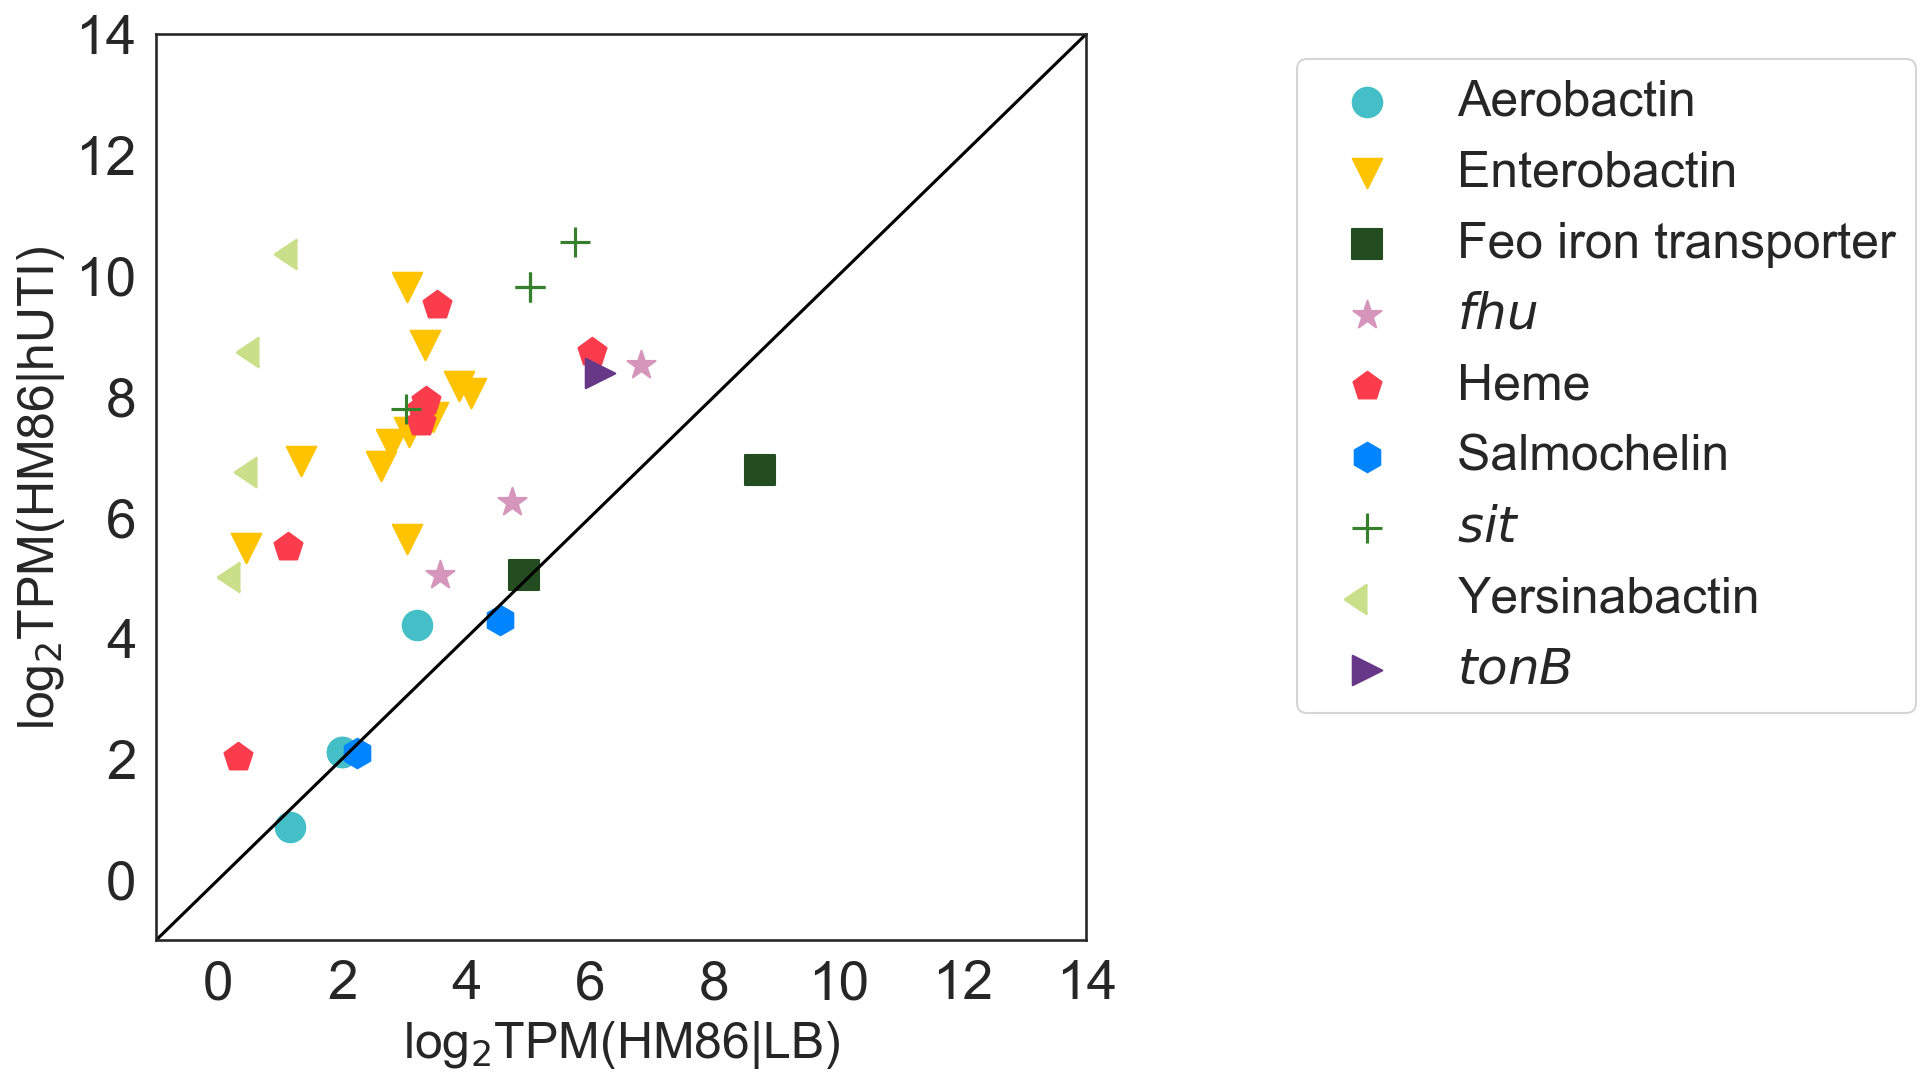 14
12
10
8
6
4
2
0
log₂TPM(HM86|hUTI)
0 2 4 6 8 10 12 14
log₂TPM(HM86|LB)
Aerobactin
Enterobactin
Feo iron transporter
fhu
Heme
Salmochelin
sit
Yersinabactin
tonB